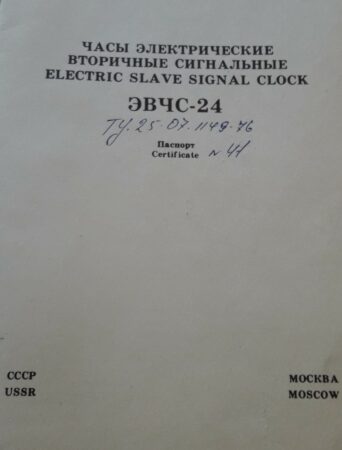 ЧАСЫ ЭЛЕКТРИЧЕСКИЕ
ВТОРИЧНЫЕ СИГНАЛЬНЫЕ
ELECTRIC SLAVE SIGNAL CLOCK
ЭВЧС-24
ТУ.25-07.1149-76
Паспорт
Certificate № 41
СССР
USSR
МОСКВА
MOSCOW